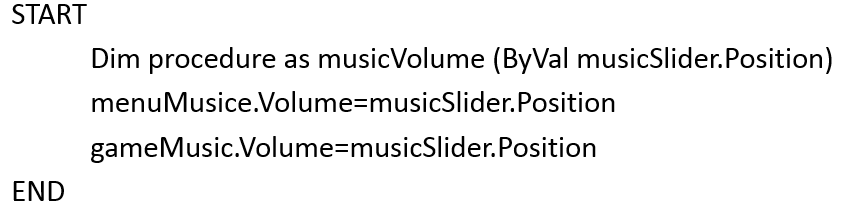 START
Dim procedure as musicVolume (ByVal musicSlider.Position)
menuMusice.Volume=musicSlider.Position
gameMusic.Volume=musicSlider.Position
END